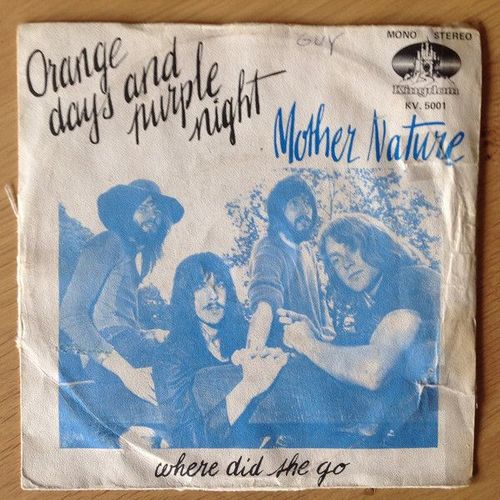 Orange
days and
purple
night
GUY
MONO STEREO
Kingdom
KV. 5001
Mother Nature
where did she go